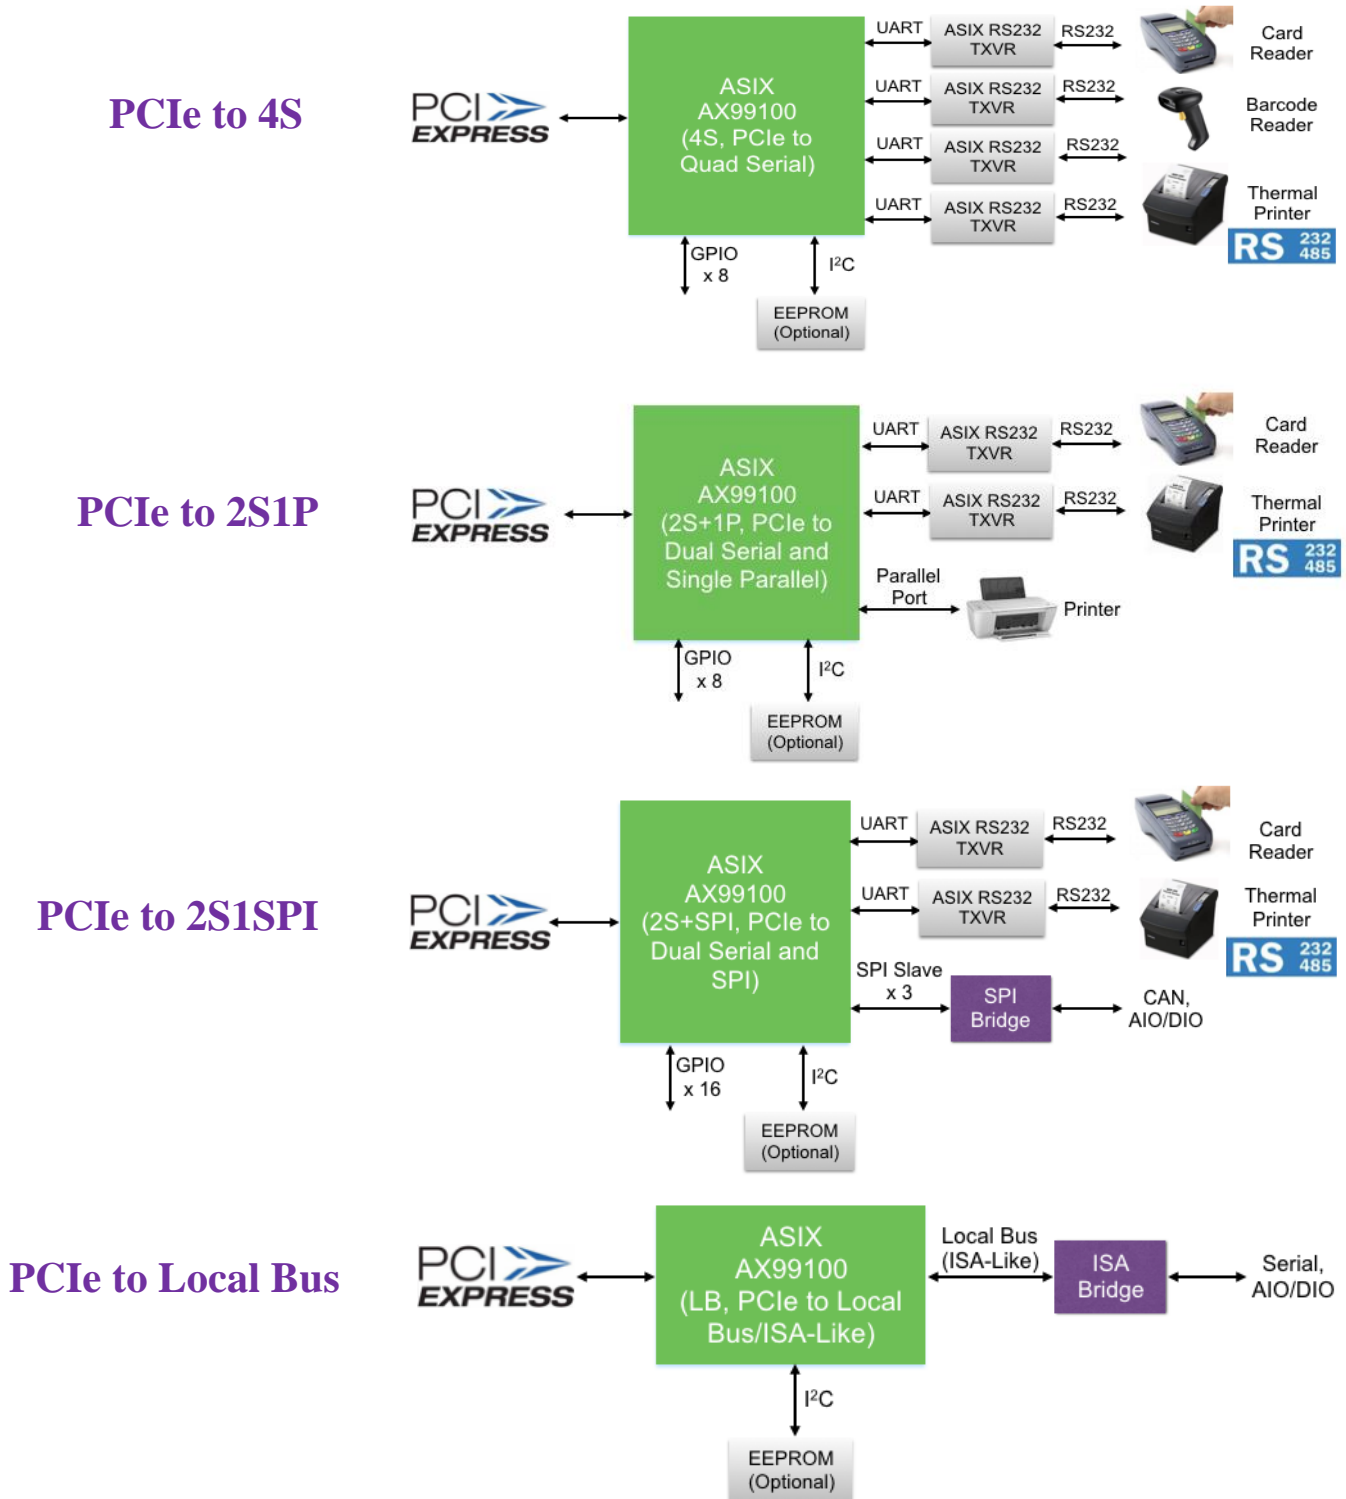 PCIe to 4S
PCI
EXPRESS
ASIX
AX99100
(4S, PCIe to
Quad Serial)
UART
ASIX RS232
TXVR
RS232
Card
Reader
UART
ASIX RS232
TXVR
RS232
Barcode
Reader
UART
ASIX RS232
TXVR
RS232
UART
ASIX RS232
TXVR
RS232
Thermal
Printer
RS 232
485
GPIO
x 8
I²C
EEPROM
(Optional)
PCIe to 2S1P
PCI
EXPRESS
ASIX
AX99100
(2S+1P, PCIe to
Dual Serial and
Single Parallel)
UART
ASIX RS232
TXVR
RS232
Card
Reader
UART
ASIX RS232
TXVR
RS232
Thermal
Printer
RS 232
485
Parallel
Port
Printer
GPIO
x 8
I²C
EEPROM
(Optional)
PCIe to 2S1SPI
PCI
EXPRESS
ASIX
AX99100
(2S+SPI, PCIe to
Dual Serial and
SPI)
UART
ASIX RS232
TXVR
RS232
Card
Reader
UART
ASIX RS232
TXVR
RS232
Thermal
Printer
RS 232
485
SPI Slave
x 3
SPI
Bridge
CAN,
AIO/DIO
GPIO
x 16
I²C
EEPROM
(Optional)
PCIe to Local Bus
PCI
EXPRESS
ASIX
AX99100
(LB, PCIe to Local
Bus/ISA-Like)
Local Bus
(ISA-Like)
ISA
Bridge
Serial,
AIO/DIO
I²C
EEPROM
(Optional)